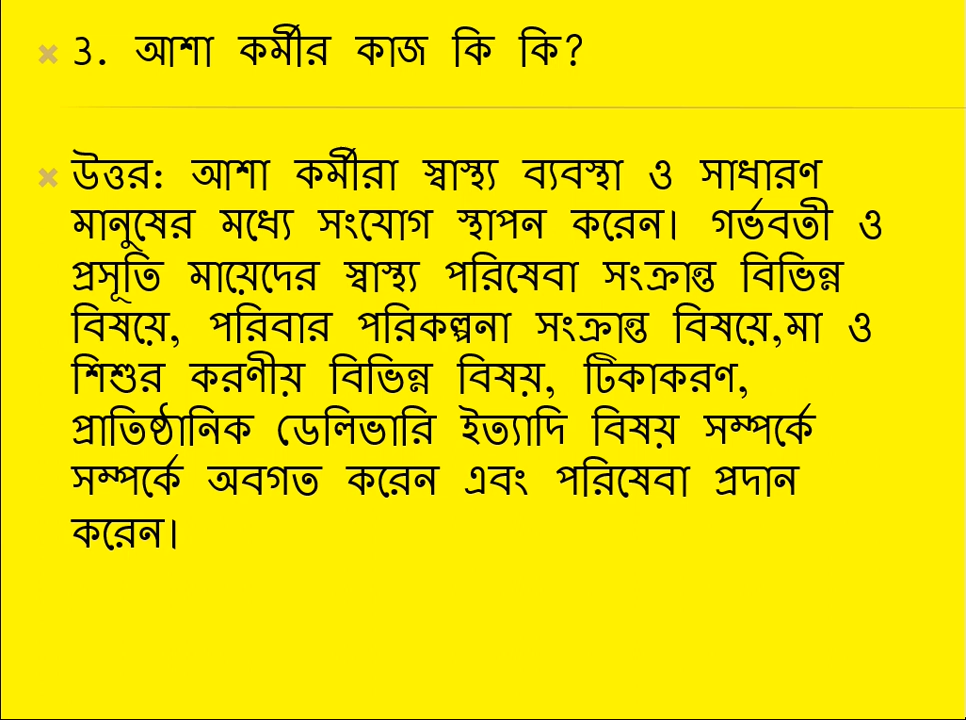 3. আশা কর্মীর কাজ কি কি?
উত্তর: আশা কর্মীরা স্বাস্থ্য ব্যবস্থা ও সাধারণ
মানুষের মধ্যে সংযোগ স্থাপন করেন। গর্ভবতী ও
প্রসূতি মায়েদের স্বাস্থ্য পরিষেবা সংক্রান্ত বিভিন্ন
বিষয়ে, পরিবার পরিকল্পনা সংক্রান্ত বিষয়ে,মা ও
শিশুর করণীয় বিভিন্ন বিষয়, টিকাকরণ,
প্রাতিষ্ঠানিক ডেলিভারি ইত্যাদি বিষয় সম্পর্কে
সম্পর্কে অবগত করেন এবং পরিষেবা প্রদান
করেন।